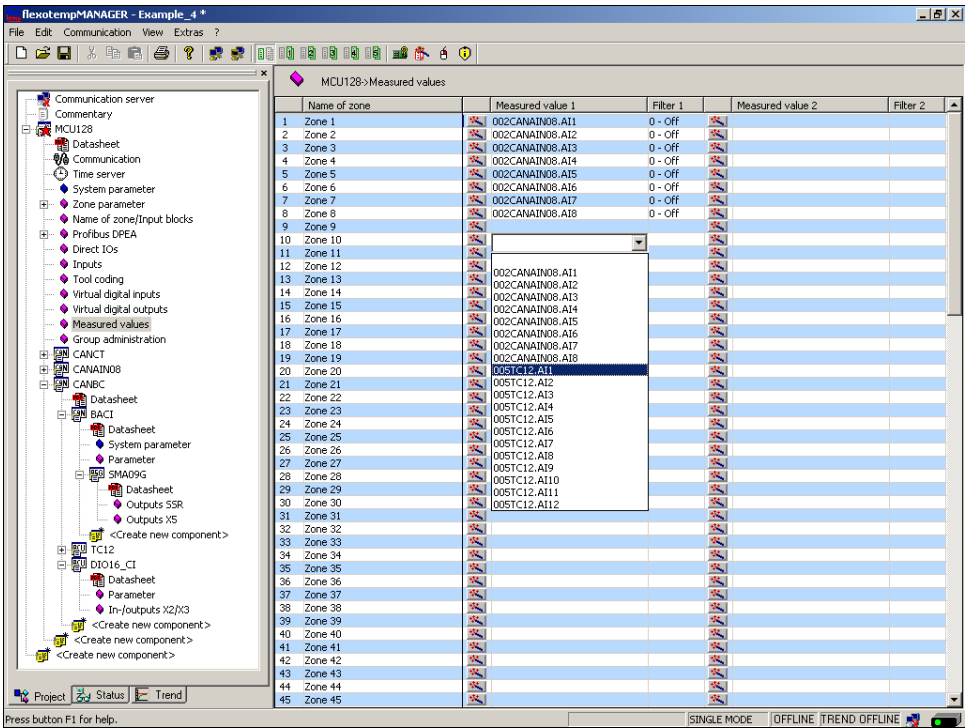 flexotempMANAGER - Example_4 *
File Edit Communication View Extras ?
MCU128->Measured values
Communication server
Commentary
MCU128
Datasheet
Communication
Time server
System parameter
Zone parameter
Name of zone/Input blocks
Profibus DPEA
Direct IOs
Inputs
Tool coding
Virtual digital inputs
Virtual digital outputs
Measured values
Group administration
CANCT
CANAIN08
CANBC
Datasheet
BACI
Datasheet
System parameter
Parameter
SMA09G
Datasheet
Outputs SSR
Outputs X5
<Create new component>
TC12
DIO16_CI
Datasheet
Parameter
In-/outputs X2/X3
<Create new component>
<Create new component>
<Create new component>
Project Status Trend
Name of zone Measured value 1 Filter 1 Measured value 2 Filter 2
1 Zone 1 002CANAIN08.AI1 0 - Off
2 Zone 2 002CANAIN08.AI2 0 - Off
3 Zone 3 002CANAIN08.AI3 0 - Off
4 Zone 4 002CANAIN08.AI4 0 - Off
5 Zone 5 002CANAIN08.AI5 0 - Off
6 Zone 6 002CANAIN08.AI6 0 - Off
7 Zone 7 002CANAIN08.AI7 0 - Off
8 Zone 8 002CANAIN08.AI8 0 - Off
9 Zone 9
10 Zone 10
11 Zone 11
12 Zone 12
13 Zone 13
14 Zone 14
15 Zone 15
16 Zone 16
17 Zone 17
18 Zone 18
19 Zone 19
20 Zone 20
21 Zone 21
22 Zone 22
23 Zone 23
24 Zone 24
25 Zone 25
26 Zone 26
27 Zone 27
28 Zone 28
29 Zone 29
30 Zone 30
31 Zone 31
32 Zone 32
33 Zone 33
34 Zone 34
35 Zone 35
36 Zone 36
37 Zone 37
38 Zone 38
39 Zone 39
40 Zone 40
41 Zone 41
42 Zone 42
43 Zone 43
44 Zone 44
45 Zone 45
002CANAIN08.AI1
002CANAIN08.AI2
002CANAIN08.AI3
002CANAIN08.AI4
002CANAIN08.AI5
002CANAIN08.AI6
002CANAIN08.AI7
002CANAIN08.AI8
005TC12.AI1
005TC12.AI2
005TC12.AI3
005TC12.AI4
005TC12.AI5
005TC12.AI6
005TC12.AI7
005TC12.AI8
005TC12.AI9
005TC12.AI10
005TC12.AI11
005TC12.AI12
Press button F1 for help. SINGLE MODE OFFLINE TREND OFFLINE